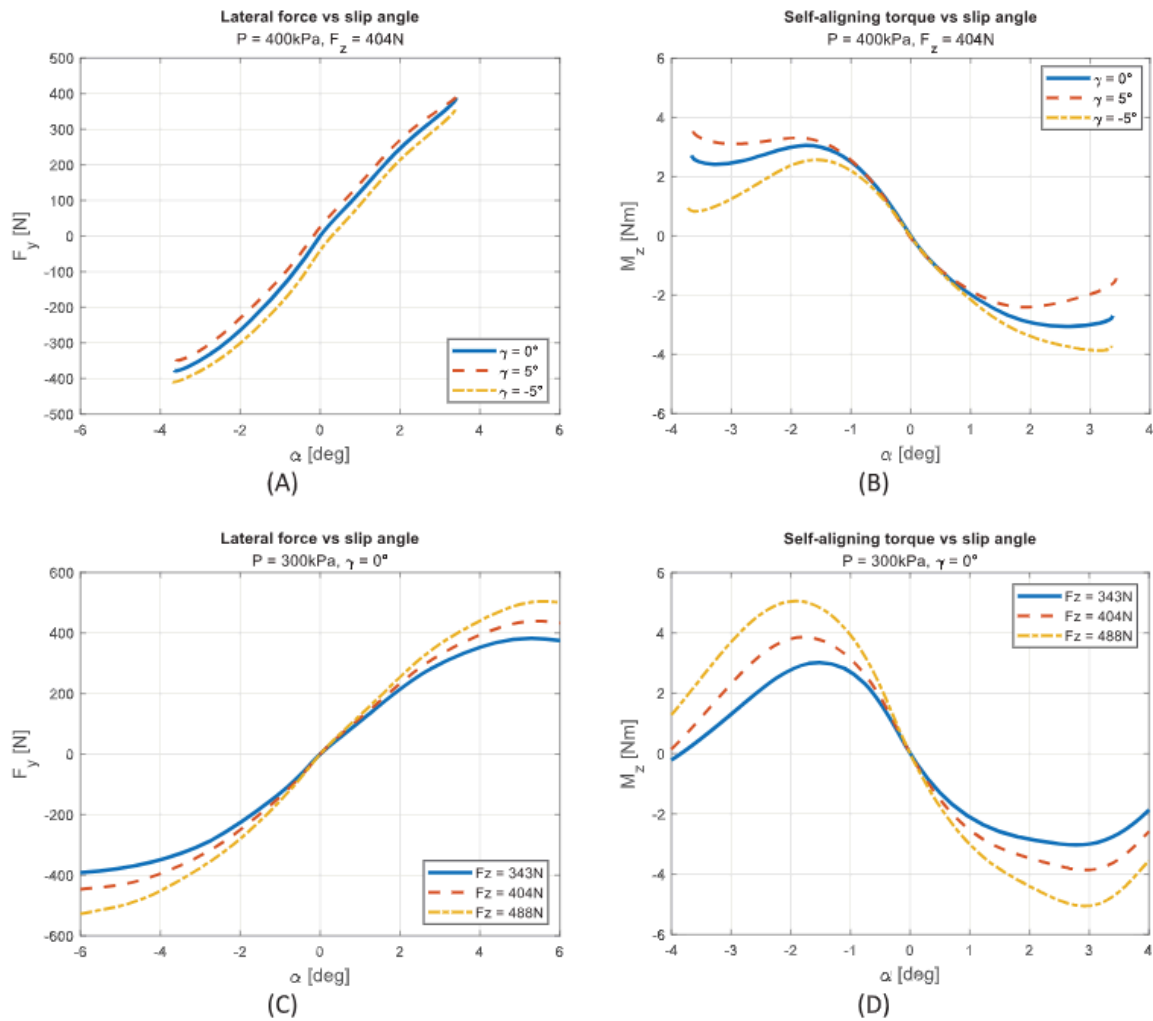 Lateral force vs slip angle
P = 400kPa, F_z = 404N
500
400
300
200
100
0
-100
-200
-300
-400
-500
F_y [N]
-6
-4
-2
0
2
4
6
α [deg]
γ = 0°
γ = 5°
γ = -5°
(A)
Self-aligning torque vs slip angle
P = 400kPa, F_z = 404N
6
4
2
0
-2
-4
-6
M_z [Nm]
-4
-3
-2
-1
0
1
2
3
4
α [deg]
γ = 0°
γ = 5°
γ = -5°
(B)
Lateral force vs slip angle
P = 300kPa, γ = 0°
600
400
200
0
-200
-400
-600
F_y [N]
-6
-4
-2
0
2
4
6
α [deg]
Fz = 343N
Fz = 404N
Fz = 488N
(C)
Self-aligning torque vs slip angle
P = 300kPa, γ = 0°
6
4
2
0
-2
-4
-6
M_z [Nm]
-4
-3
-2
-1
0
1
2
3
4
α [deg]
Fz = 343N
Fz = 404N
Fz = 488N
(D)